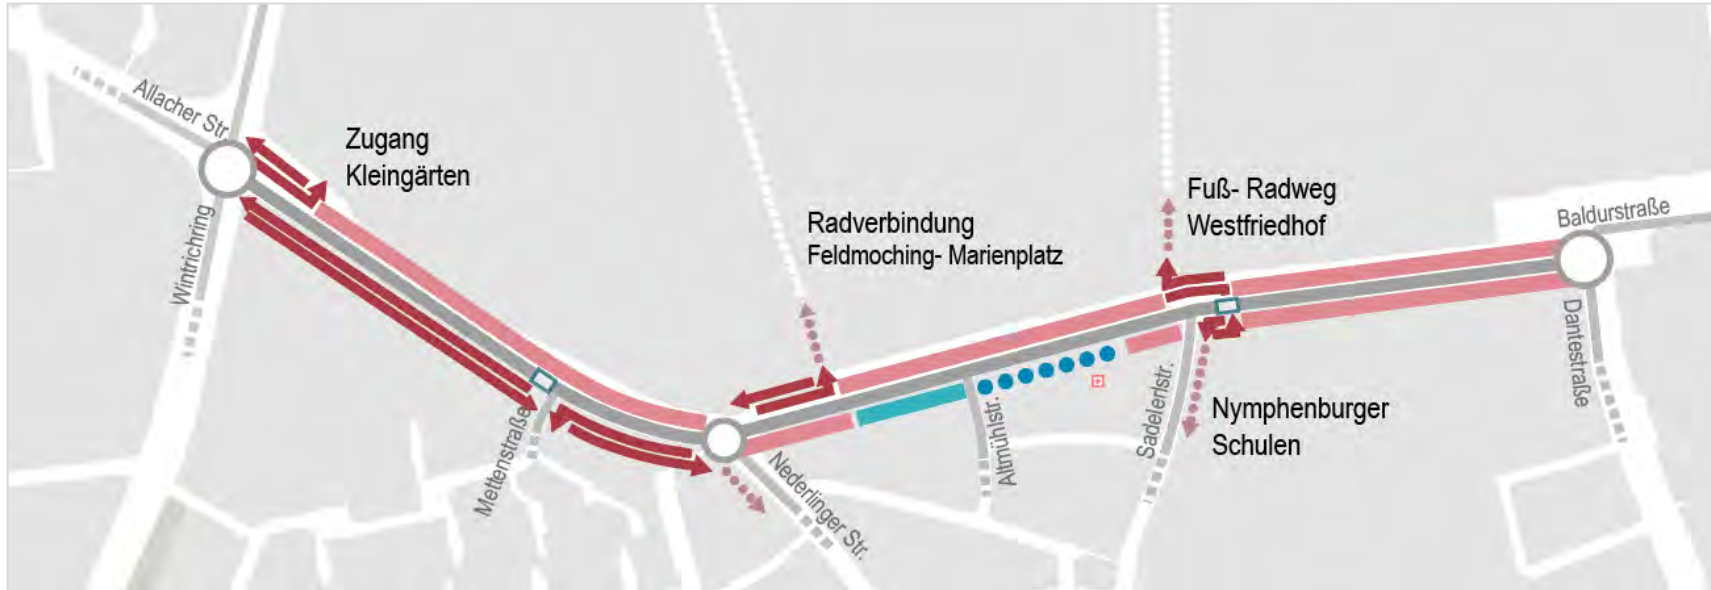 Allacher Str.
Zugang
Kleingärten
Wintrichring
Radverbindung
Feldmoching- Marienplatz
Fuß- Radweg
Westfriedhof
Baldurstraße
Dantestraße
Mettenstraße
Nederlinger Str.
Altmühlstr.
Sadelerstr.
Nymphenburger
Schulen